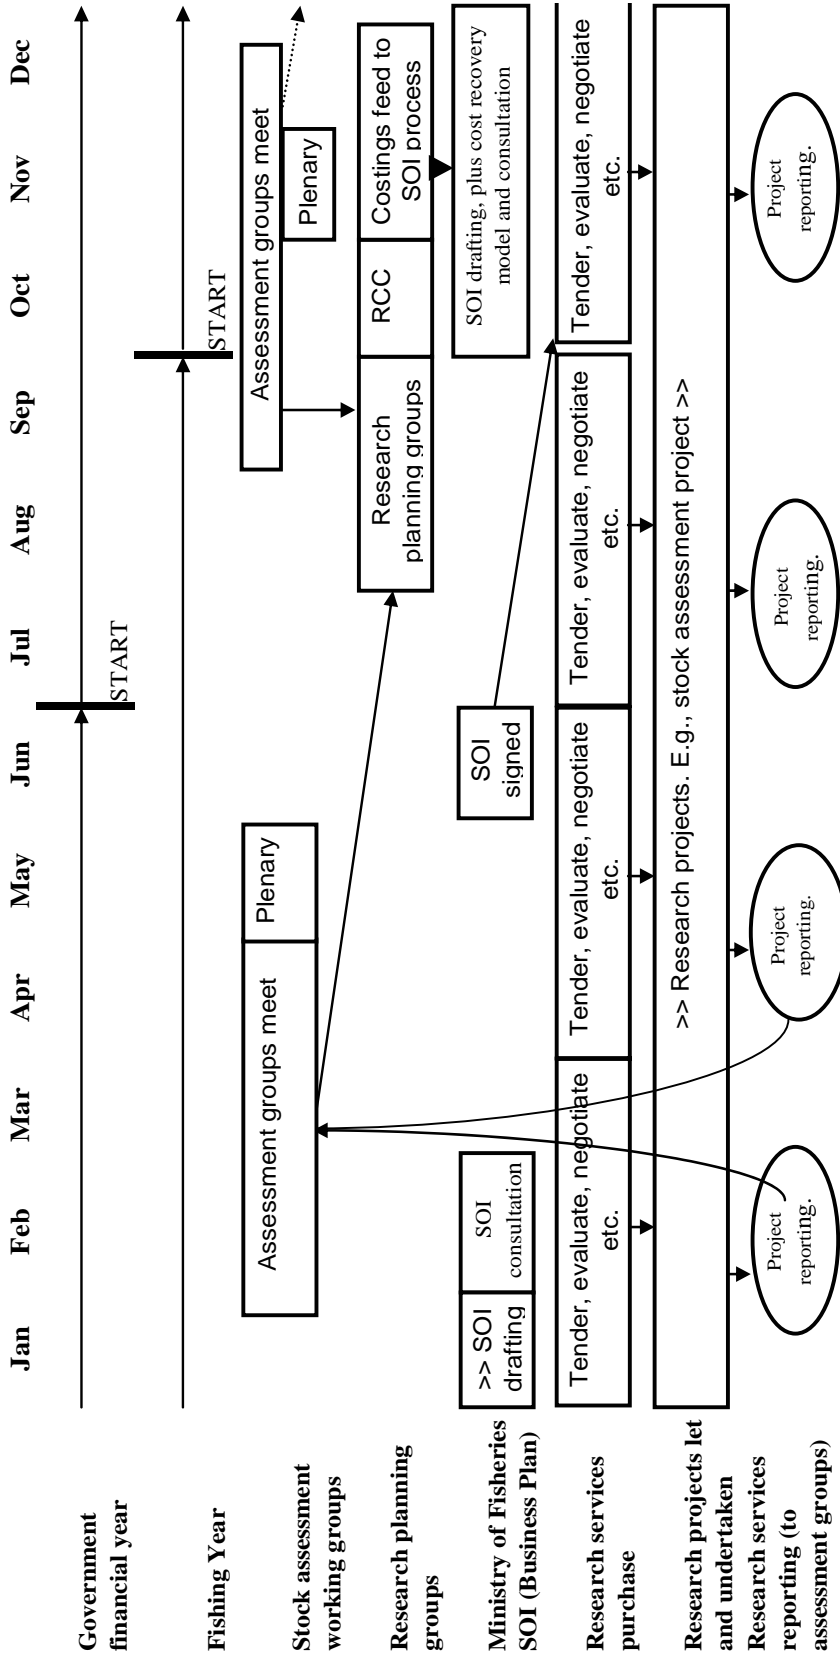 Jan Feb Mar Apr May Jun Jul Aug Sep Oct Nov Dec
Government
financial year
START
Fishing Year
START
Stock assessment
working groups
Assessment groups meet
Plenary
Assessment groups meet
Plenary
Research planning
groups
Research
planning groups
RCC
Costings feed to
SOI process
Ministry of Fisheries
SOI (Business Plan)
>> SOI
drafting
SOI
consultation
SOI
signed
SOI drafting, plus cost recovery
model and consultation
Research services
purchase
Tender, evaluate, negotiate
etc.
Tender, evaluate, negotiate
etc.
Tender, evaluate, negotiate
etc.
Tender, evaluate, negotiate
etc.
Research projects let
and undertaken
>> Research projects. E.g., stock assessment project >>
Research services
reporting (to
assessment groups)
Project
reporting.
Project
reporting.
Project
reporting.
Project
reporting.